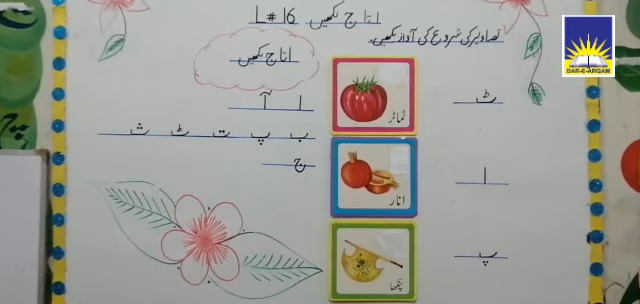 ا تا ج لکھیں L#16
تصاویر کی شروع کی آواز لکھیں۔
ا تا ج لکھیں
ا آ
ب پ ت ٹ ث
ج
ٹماٹر
ٹ
انار
ا
پنکھا
پ
DAR-E-ARQAM